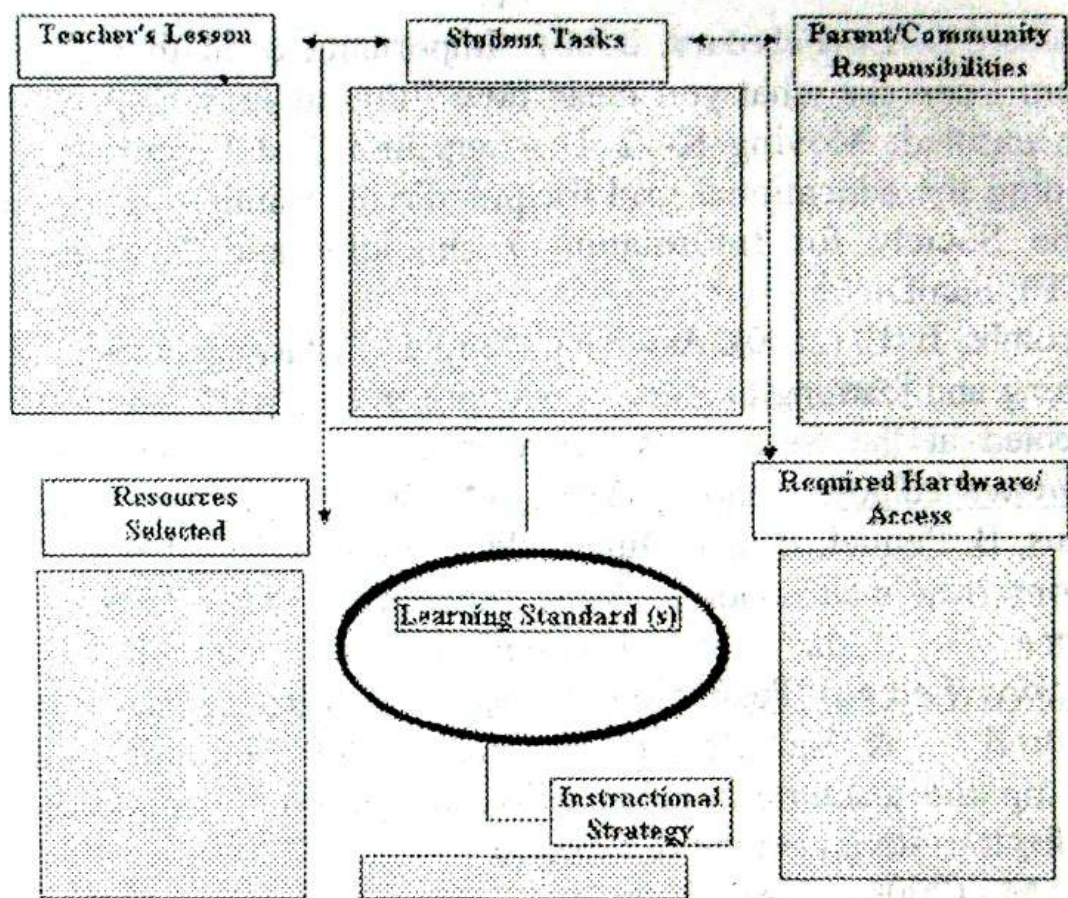 Teacher's Lesson
Student Tasks
Parent/Community
Responsibilities
Resources
Selected
Required Hardware/
Access
Learning Standard (s)
Instructional
Strategy